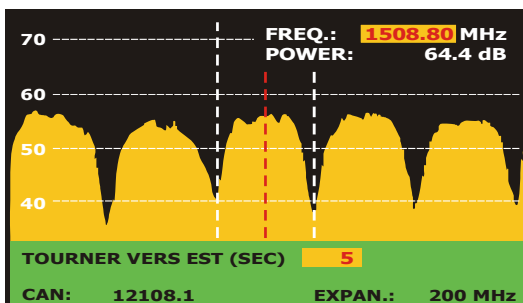 70
FREQ.: 1508.80 MHz
POWER: 64.4 dB
60
50
40
TOURNER VERS EST (SEC) 5
CAN: 12108.1 EXPAN.: 200 MHz